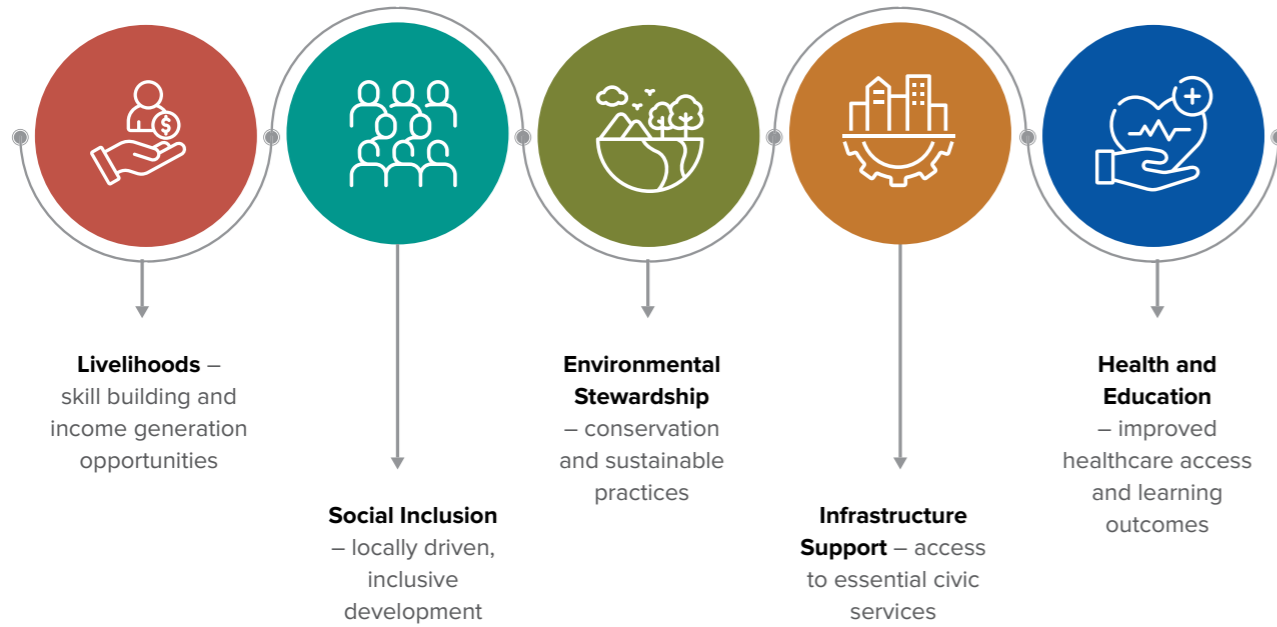 $
Livelihoods –
skill building and
income generation
opportunities
Social Inclusion
– locally driven,
inclusive
development
Environmental
Stewardship
– conservation
and sustainable
practices
Infrastructure
Support – access
to essential civic
services
Health and
Education
– improved
healthcare access
and learning
outcomes